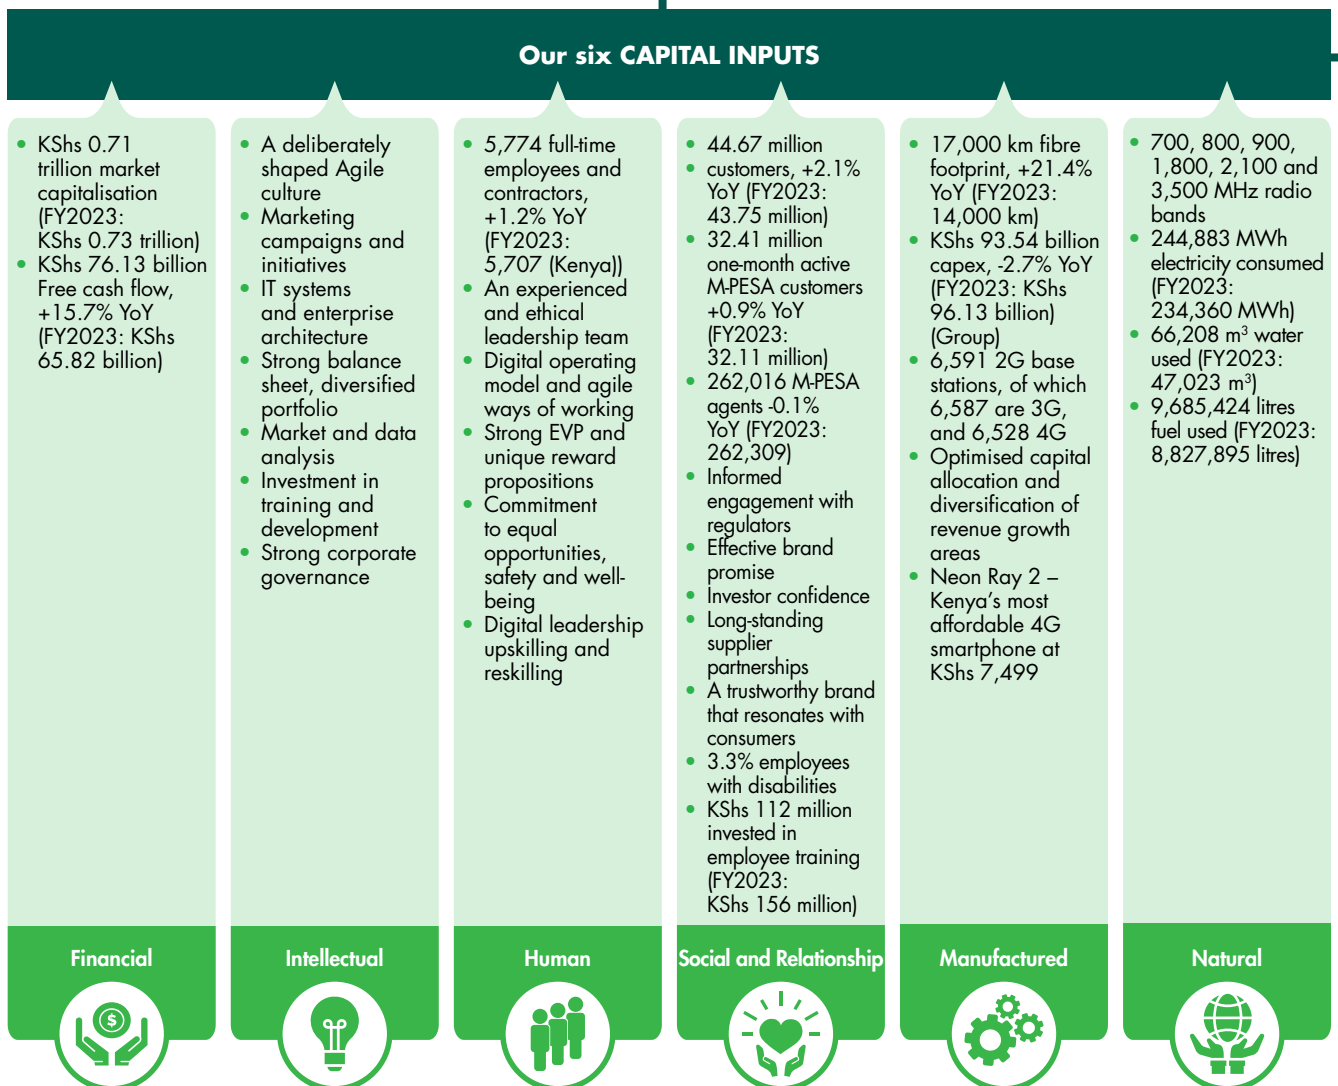 Our six CAPITAL INPUTS
• KShs 0.71
trillion market
capitalisation
(FY2023:
KShs 0.73 trillion)
• KShs 76.13 billion
Free cash flow,
+15.7% YoY
(FY2023: KShs
65.82 billion)
Financial
$
• A deliberately
shaped Agile
culture
• Marketing
campaigns and
initiatives
• IT systems
and enterprise
architecture
• Strong balance
sheet, diversified
portfolio
• Market and data
analysis
• Investment in
training and
development
• Strong corporate
governance
Intellectual
• 5,774 full-time
employees and
contractors,
+1.2% YoY
(FY2023:
5,707 (Kenya))
• An experienced
and ethical
leadership team
• Digital operating
model and agile
ways of working
• Strong EVP and
unique reward
propositions
• Commitment
to equal
opportunities,
safety and well-
being
• Digital leadership
upskilling and
reskilling
Human
• 44.67 million
• customers, +2.1%
YoY (FY2023:
43.75 million)
• 32.41 million
one-month active
M-PESA customers
+0.9% YoY
(FY2023:
32.11 million)
• 262,016 M-PESA
agents -0.1%
YoY (FY2023:
262,309)
• Informed
engagement with
regulators
• Effective brand
promise
• Investor confidence
• Long-standing
supplier
partnerships
• A trustworthy brand
that resonates with
consumers
• 3.3% employees
with disabilities
• KShs 112 million
invested in
employee training
(FY2023:
KShs 156 million)
Social and Relationship
• 17,000 km fibre
footprint, +21.4%
YoY (FY2023:
14,000 km)
• KShs 93.54 billion
capex, -2.7% YoY
(FY2023: KShs
96.13 billion)
(Group)
• 6,591 2G base
stations, of which
6,587 are 3G,
and 6,528 4G
• Optimised capital
allocation and
diversification of
revenue growth
areas
• Neon Ray 2 –
Kenya's most
affordable 4G
smartphone at
KShs 7,499
Manufactured
• 700, 800, 900,
1,800, 2,100 and
3,500 MHz radio
bands
• 244,883 MWh
electricity consumed
(FY2023:
234,360 MWh)
• 66,208 m³ water
used (FY2023:
47,023 m³)
• 9,685,424 litres
fuel used (FY2023:
8,827,895 litres)
Natural